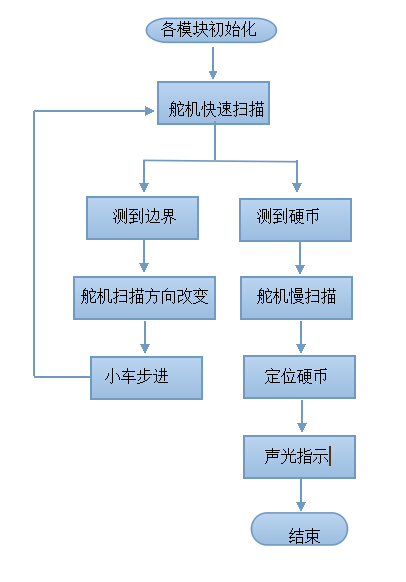 各模块初始化
舵机快速扫描
测到边界
测到硬币
舵机扫描方向改变
舵机慢扫描
小车步进
定位硬币
声光指示
结束